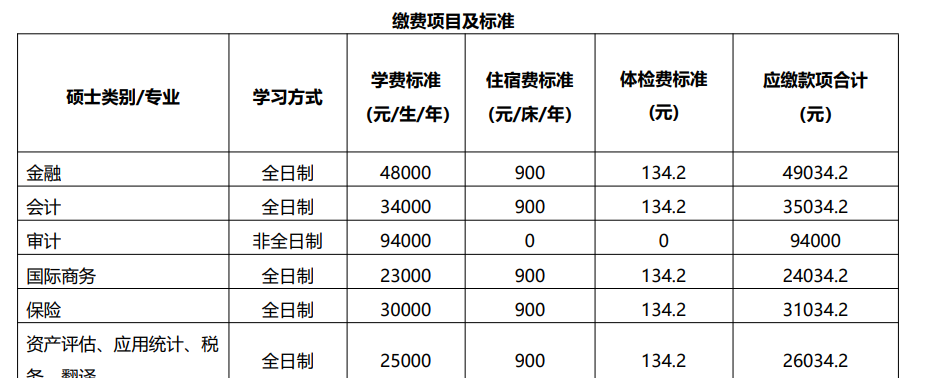 缴费项目及标准
硕士类别/专业 学习方式 学费标准 (元/生/年) 住宿费标准 (元/床/年) 体检费标准 (元) 应缴款项合计 (元)
金融 全日制 48000 900 134.2 49034.2
会计 全日制 34000 900 134.2 35034.2
审计 非全日制 94000 0 0 94000
国际商务 全日制 23000 900 134.2 24034.2
保险 全日制 30000 900 134.2 31034.2
资产评估、应用统计、税
务、翻译 全日制 25000 900 134.2 26034.2